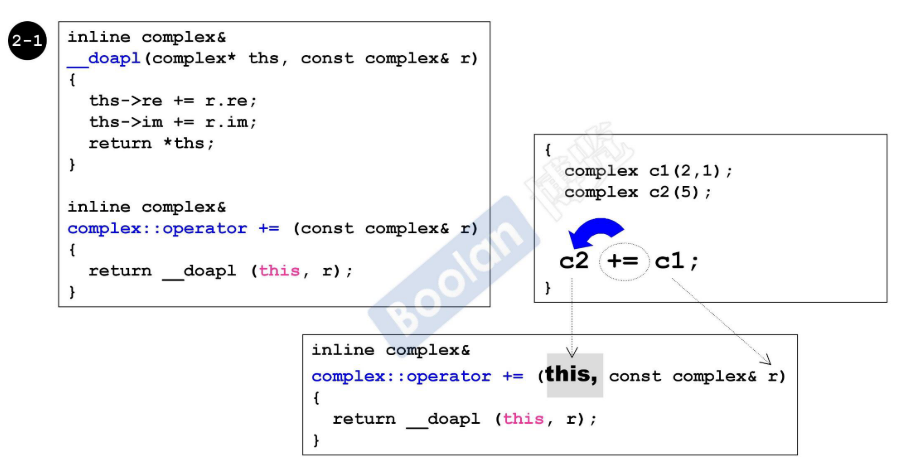 2-1
inline complex&
__doapl(complex* ths, const complex& r)
{
  ths->re += r.re;
  ths->im += r.im;
  return *ths;
}
inline complex&
complex::operator += (const complex& r)
{
  return __doapl (this, r);
}
{
  complex c1(2,1);
  complex c2(5);
  c2 += c1;
}
inline complex&
complex::operator += (this, const complex& r)
{
  return __doapl (this, r);
}
Boolan 博览